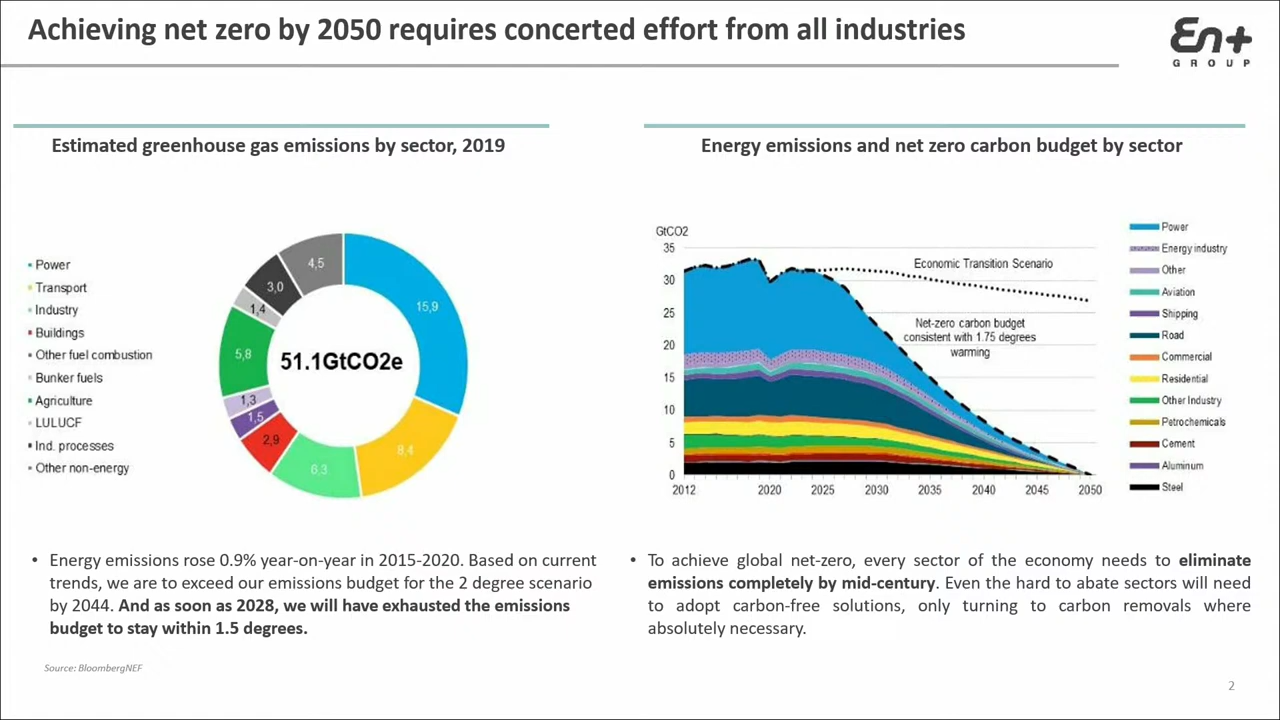 Achieving net zero by 2050 requires concerted effort from all industries
En+
GROUP
Estimated greenhouse gas emissions by sector, 2019
Power
Transport
Industry
Buildings
Other fuel combustion
Bunker fuels
Agriculture
LULUCF
Ind. processes
Other non-energy
4,5
3,0
1,4
15,9
5,8
51.1GtCO2e
1,3
1,5
2,9
6,3
8,4
• Energy emissions rose 0.9% year-on-year in 2015-2020. Based on current
trends, we are to exceed our emissions budget for the 2 degree scenario
by 2044. And as soon as 2028, we will have exhausted the emissions
budget to stay within 1.5 degrees.
Source: BloombergNEF
Energy emissions and net zero carbon budget by sector
GtCO2
35
30
25
20
15
10
5
0
2012
2020
2025
2030
2035
2040
2045
2050
Economic Transition Scenario
Net-zero carbon budget
consistent with 1.75 degrees
warming
Power
Energy industry
Other
Aviation
Shipping
Road
Commercial
Residential
Other Industry
Petrochemicals
Cement
Aluminum
Steel
• To achieve global net-zero, every sector of the economy needs to eliminate
emissions completely by mid-century. Even the hard to abate sectors will need
to adopt carbon-free solutions, only turning to carbon removals where
absolutely necessary.
2